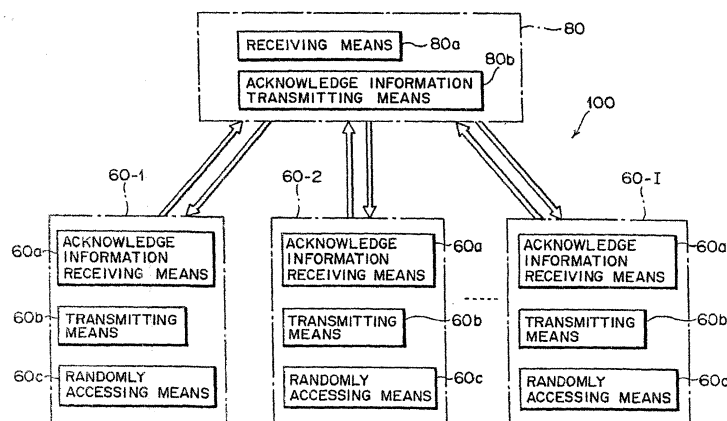 80
RECEIVING MEANS
80a
80b
ACKNOWLEDGE INFORMATION
TRANSMITTING MEANS
100
60-1
60-2
60-I
60a
ACKNOWLEDGE
INFORMATION
RECEIVING MEANS
60b
TRANSMITTING
MEANS
60c
RANDOMLY
ACCESSING MEANS
ACKNOWLEDGE
INFORMATION
RECEIVING MEANS
60a
TRANSMITTING
MEANS
60b
RANDOMLY
ACCESSING MEANS
60c
ACKNOWLEDGE
INFORMATION
RECEIVING MEANS
60a
TRANSMITTING
MEANS
60b
RANDOMLY
ACCESSING MEANS
60c